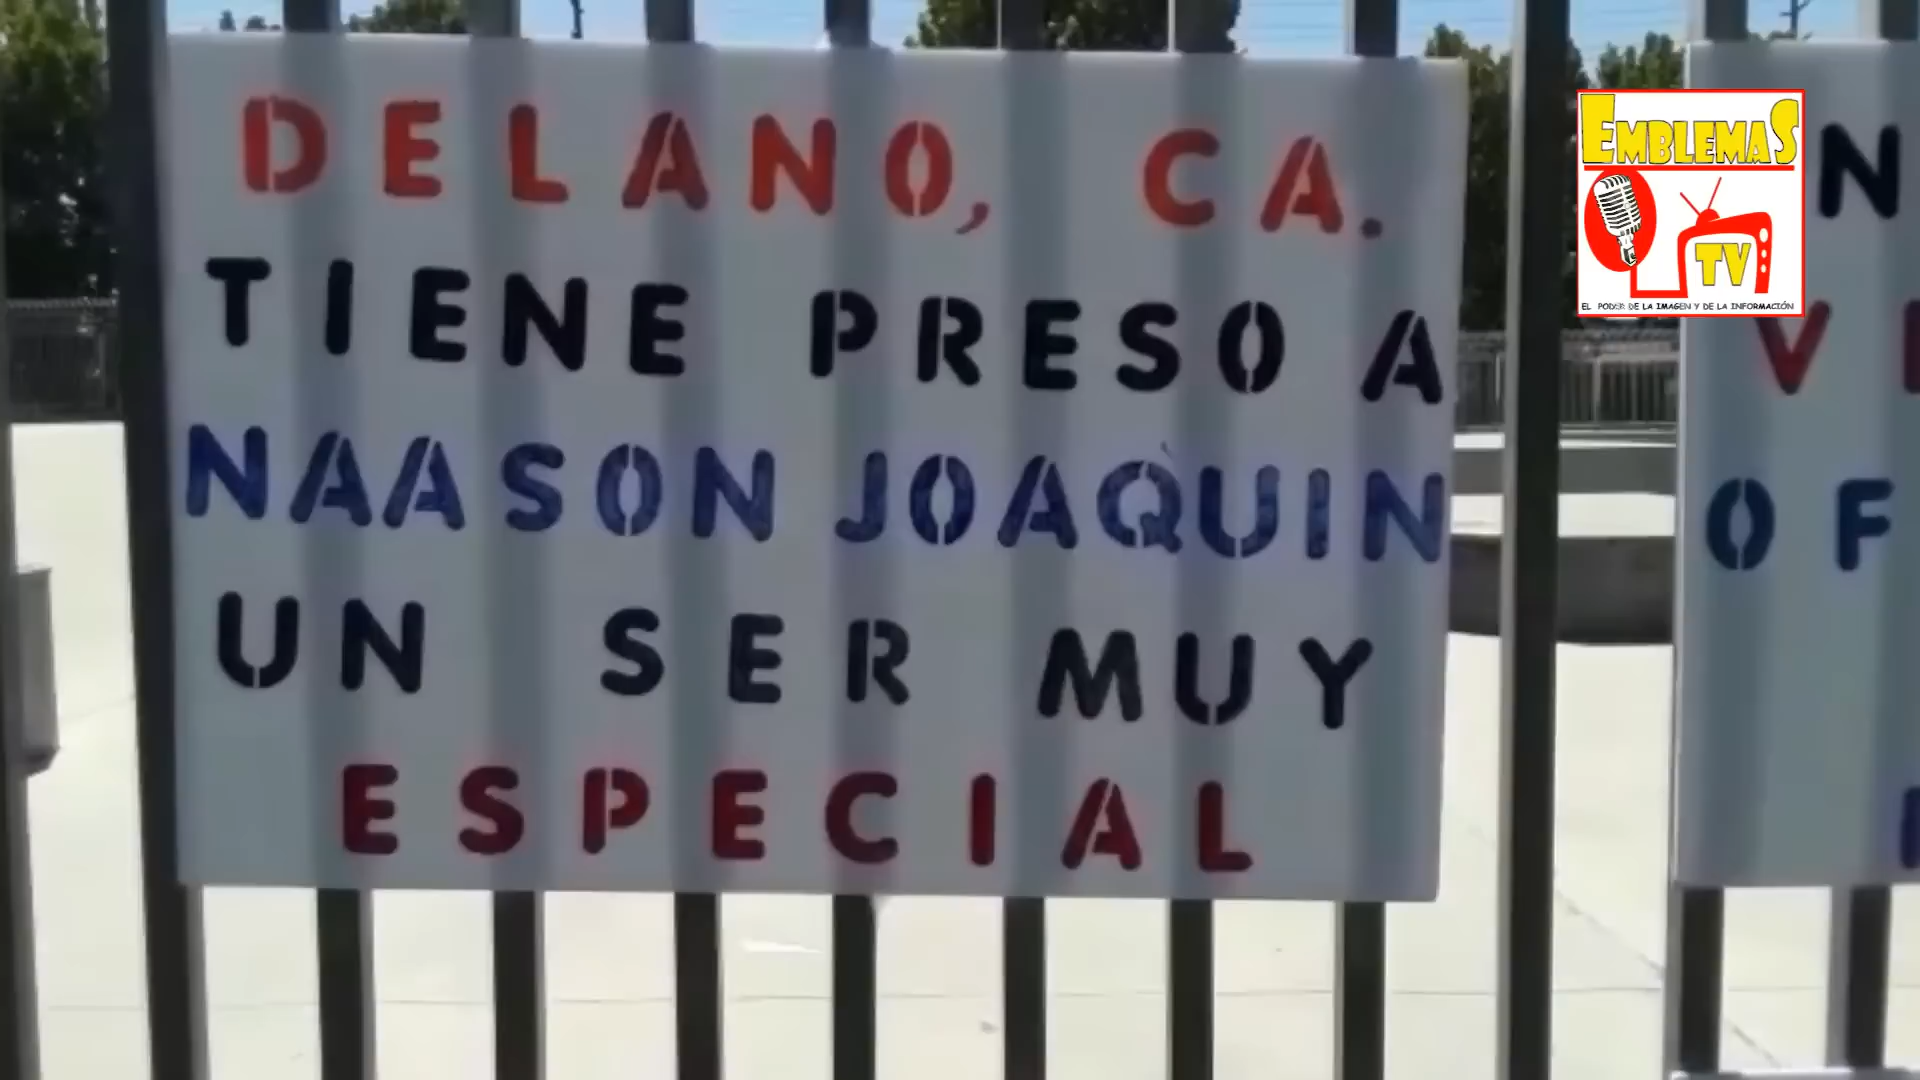 DELANO, CA.
TIENE PRESO A
NAASON JOAQUIN
UN SER MUY
ESPECIAL
EMBLEMAS
TV
EL PODER DE LA IMAGEN Y DE LA INFORMACIÓN
OF